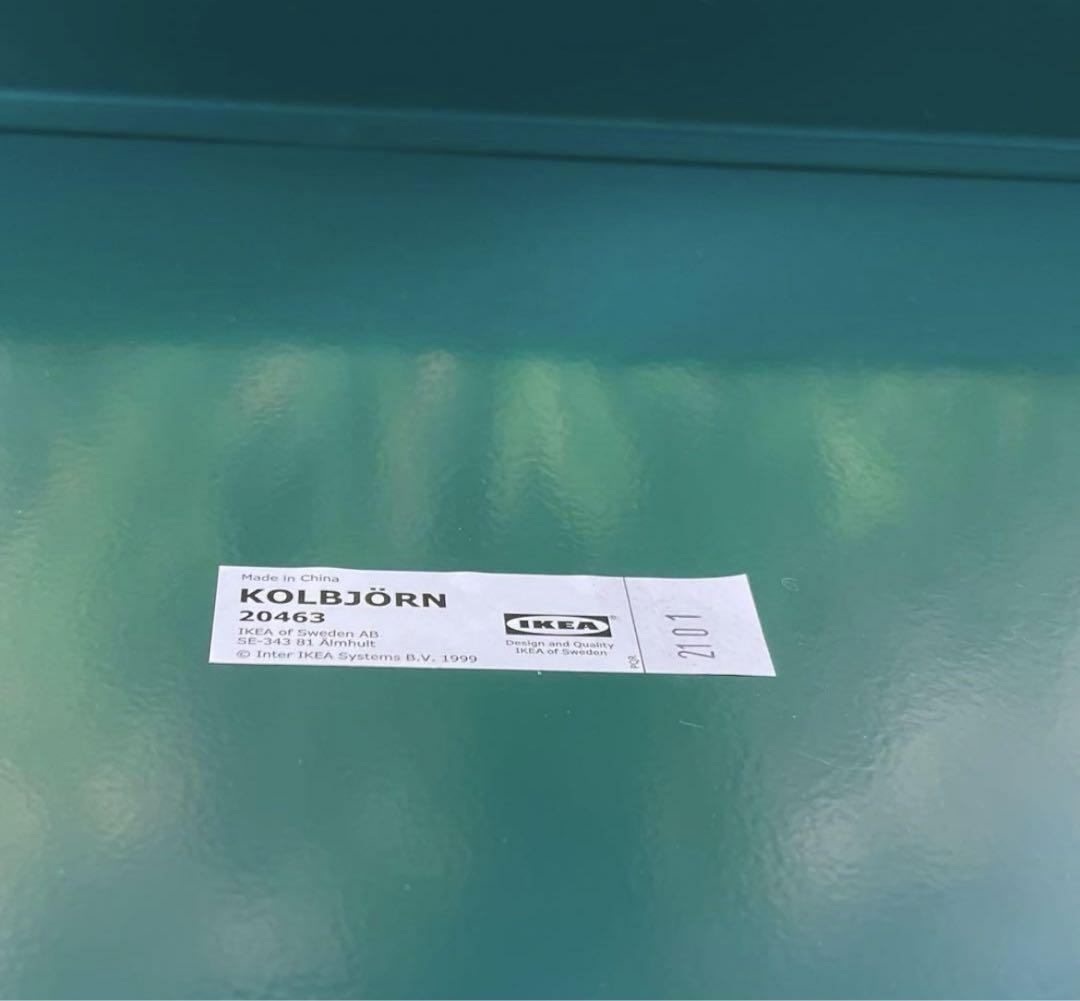 Made in China
KOLBJÖRN
20463
IKEA of Sweden AB
SE-343 81 Älmhult
© Inter IKEA Systems B.V. 1999
IKEA®
Design and Quality
IKEA of Sweden
PQR
2101